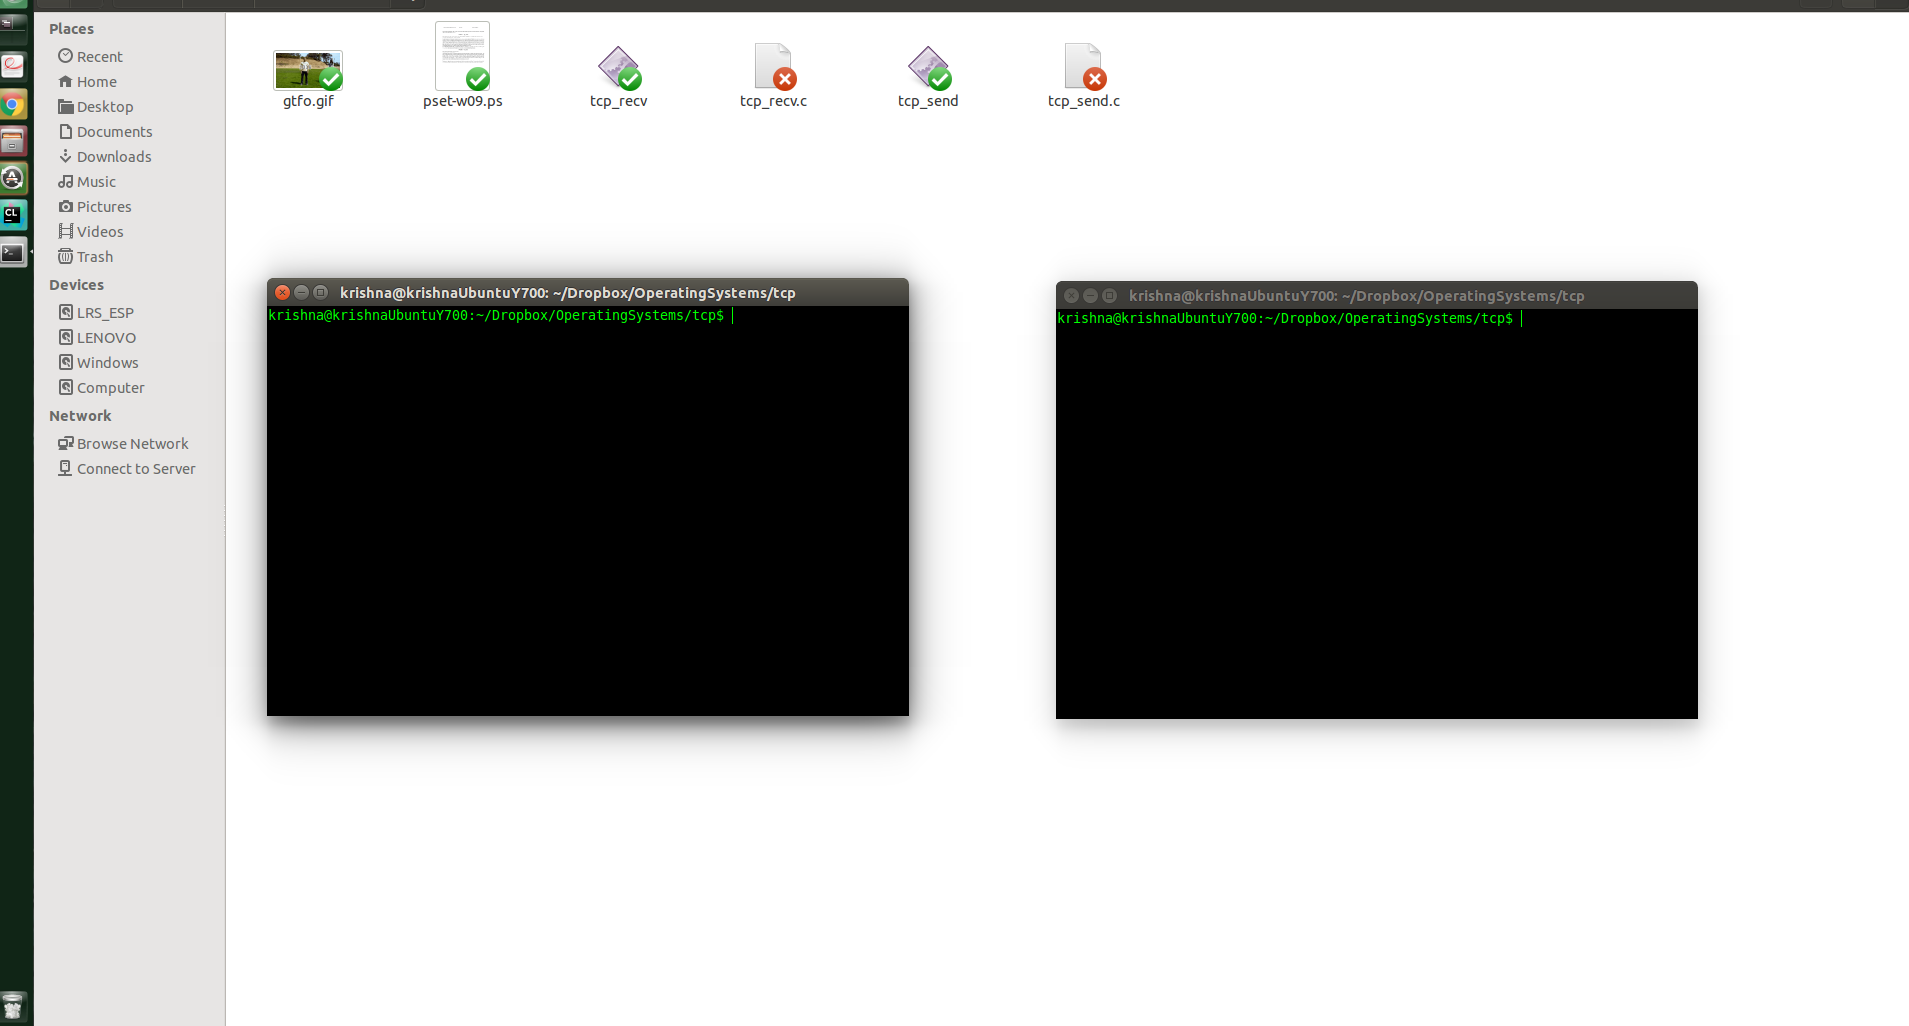 Places
Recent
Home
Desktop
Documents
Downloads
Music
Pictures
Videos
Trash
Devices
LRS_ESP
LENOVO
Windows
Computer
Network
Browse Network
Connect to Server
gtfo.gif
pset-w09.ps
tcp_recv
tcp_recv.c
tcp_send
tcp_send.c
krishna@krishnaUbuntuY700: ~/Dropbox/OperatingSystems/tcp
krishna@krishnaUbuntuY700:~/Dropbox/OperatingSystems/tcp$
krishna@krishnaUbuntuY700: ~/Dropbox/OperatingSystems/tcp
krishna@krishnaUbuntuY700:~/Dropbox/OperatingSystems/tcp$
CL